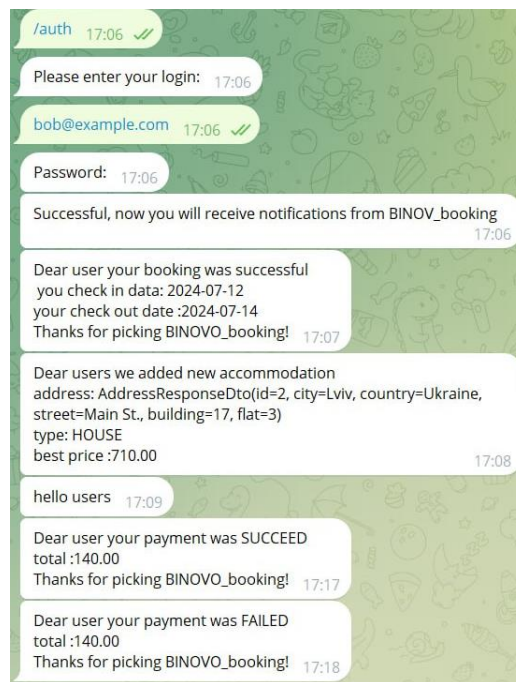 /auth 17:06
Please enter your login: 17:06
bob@example.com 17:06
Password: 17:06
Successful, now you will receive notifications from BINOV_booking
17:06
Dear user your booking was successful
you check in data: 2024-07-12
your check out date :2024-07-14
Thanks for picking BINOVO_booking! 17:07
Dear users we added new accommodation
address: AddressResponseDto(id=2, city=Lviv, country=Ukraine,
street=Main St., building=17, flat=3)
type: HOUSE
best price :710.00
17:08
hello users 17:09
Dear user your payment was SUCCEED
total :140.00
Thanks for picking BINOVO_booking! 17:17
Dear user your payment was FAILED
total :140.00
Thanks for picking BINOVO_booking! 17:18